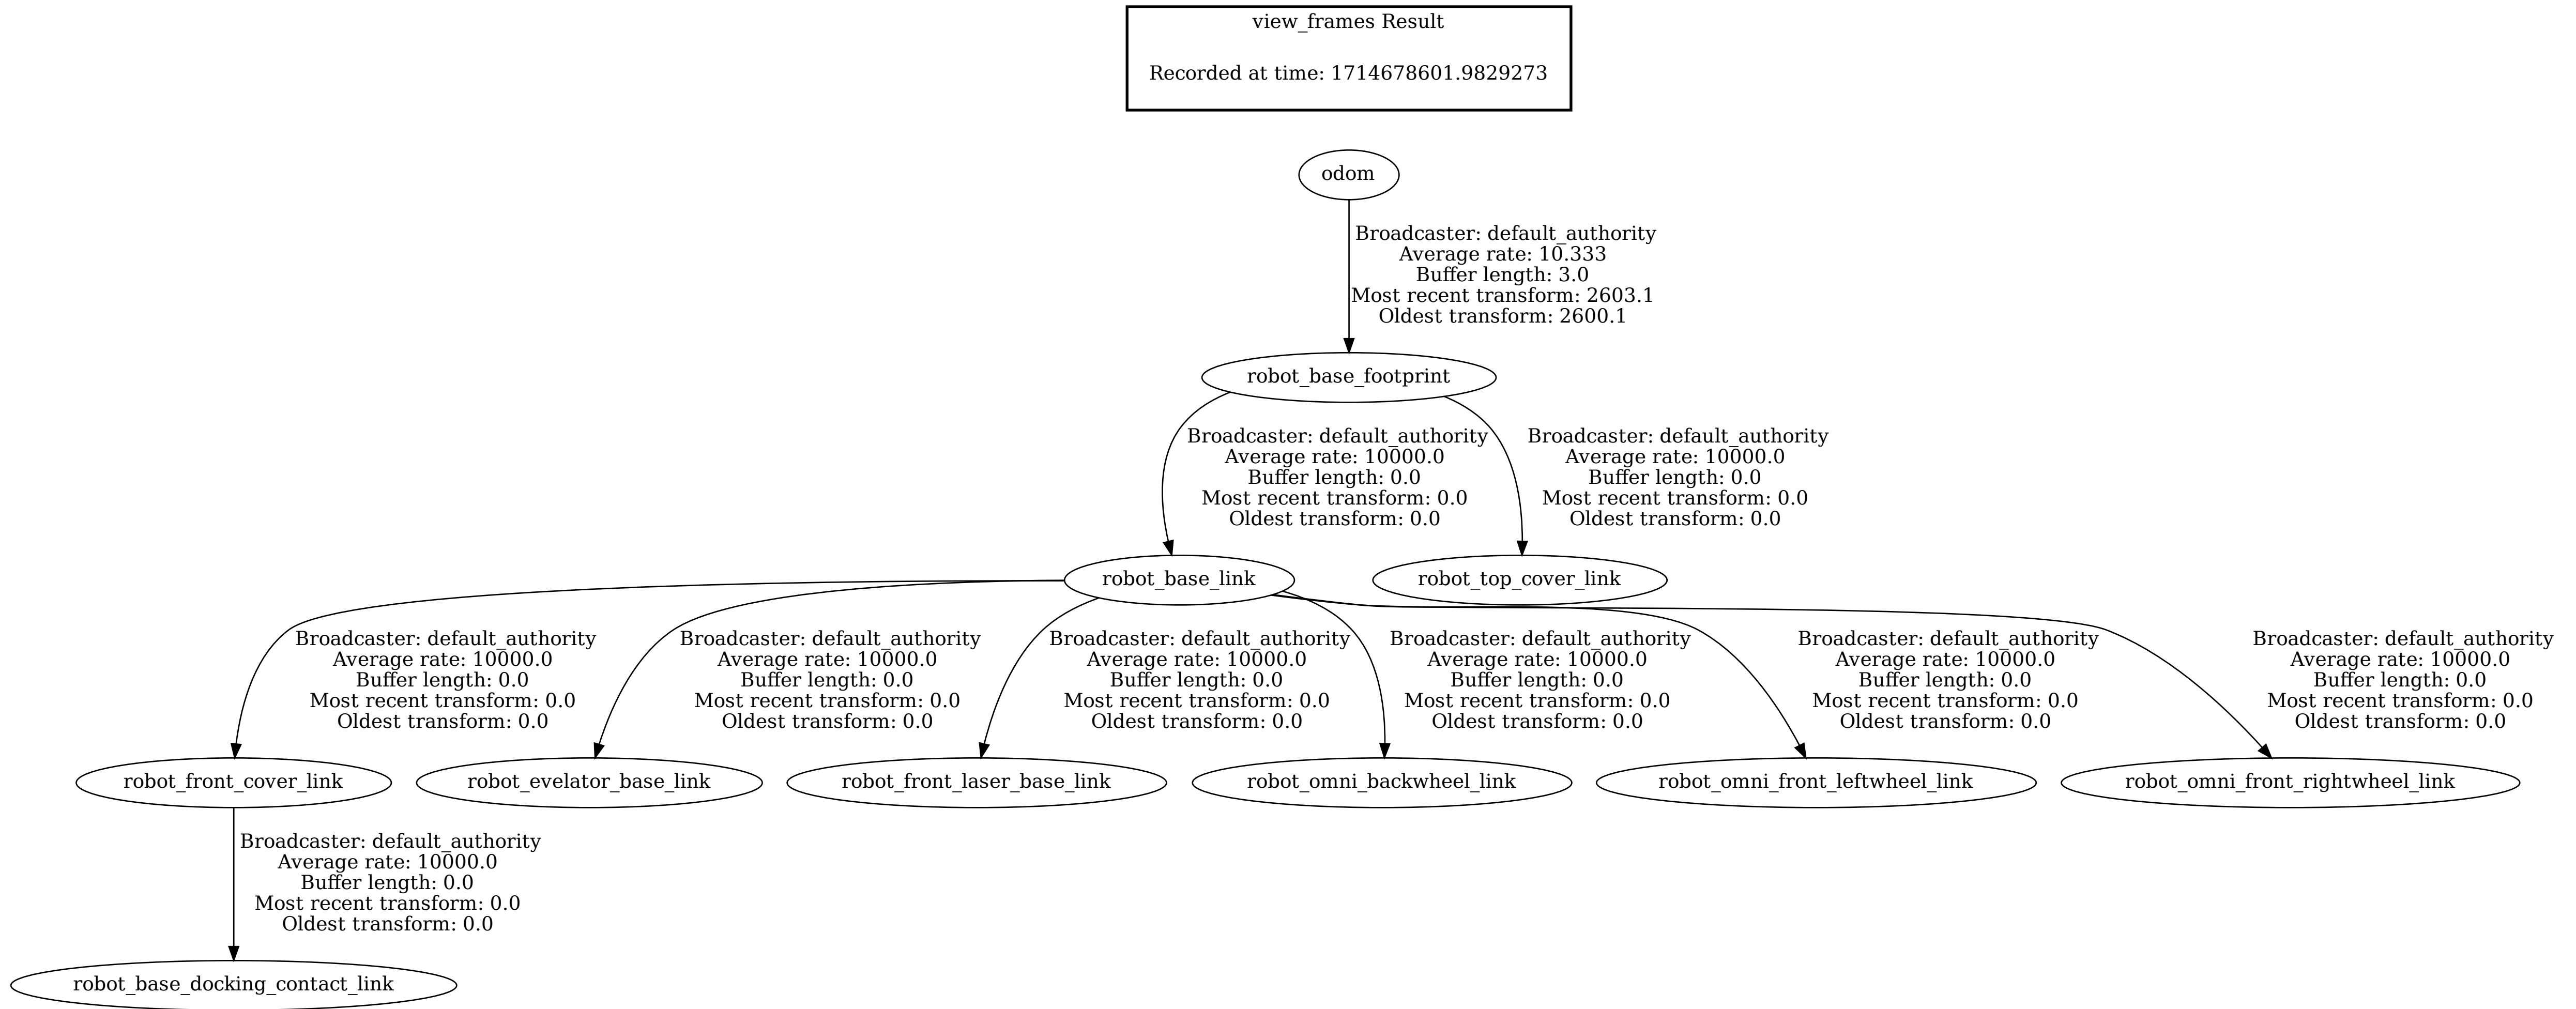 view_frames Result
Recorded at time: 1714678601.9829273
odom
Broadcaster: default_authority
Average rate: 10.333
Buffer length: 3.0
Most recent transform: 2603.1
Oldest transform: 2600.1
robot_base_footprint
Broadcaster: default_authority
Average rate: 10000.0
Buffer length: 0.0
Most recent transform: 0.0
Oldest transform: 0.0
Broadcaster: default_authority
Average rate: 10000.0
Buffer length: 0.0
Most recent transform: 0.0
Oldest transform: 0.0
robot_base_link
robot_top_cover_link
Broadcaster: default_authority
Average rate: 10000.0
Buffer length: 0.0
Most recent transform: 0.0
Oldest transform: 0.0
Broadcaster: default_authority
Average rate: 10000.0
Buffer length: 0.0
Most recent transform: 0.0
Oldest transform: 0.0
Broadcaster: default_authority
Average rate: 10000.0
Buffer length: 0.0
Most recent transform: 0.0
Oldest transform: 0.0
Broadcaster: default_authority
Average rate: 10000.0
Buffer length: 0.0
Most recent transform: 0.0
Oldest transform: 0.0
Broadcaster: default_authority
Average rate: 10000.0
Buffer length: 0.0
Most recent transform: 0.0
Oldest transform: 0.0
Broadcaster: default_authority
Average rate: 10000.0
Buffer length: 0.0
Most recent transform: 0.0
Oldest transform: 0.0
robot_front_cover_link
robot_evelator_base_link
robot_front_laser_base_link
robot_omni_backwheel_link
robot_omni_front_leftwheel_link
robot_omni_front_rightwheel_link
Broadcaster: default_authority
Average rate: 10000.0
Buffer length: 0.0
Most recent transform: 0.0
Oldest transform: 0.0
robot_base_docking_contact_link